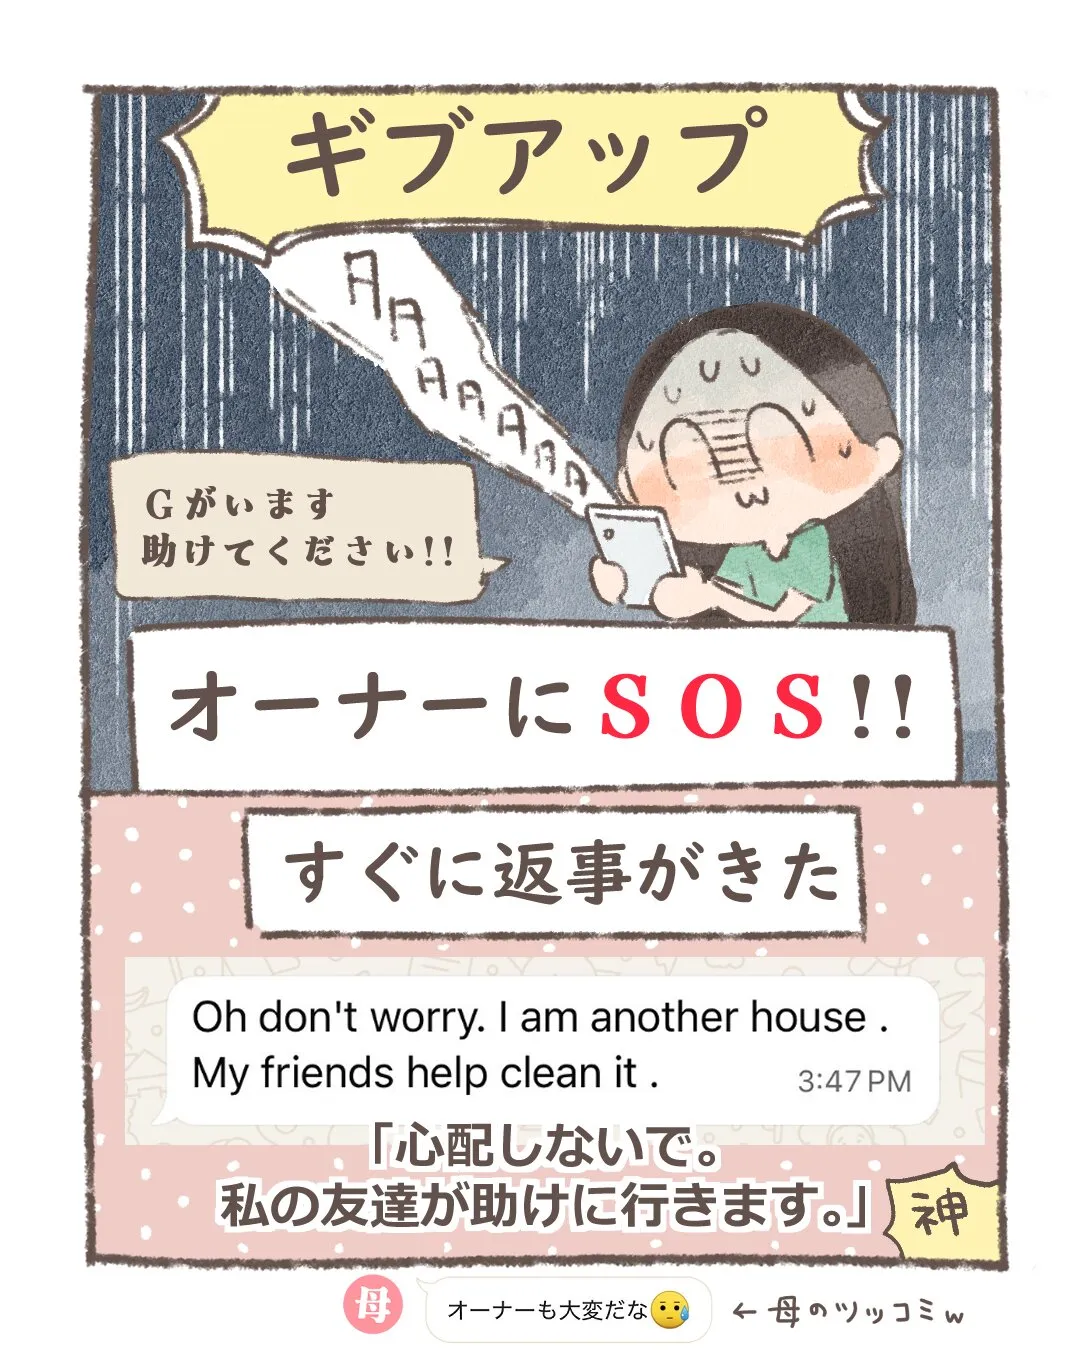 ギブアップ
AAAAAAAA
Gがいます
助けてください!!
オーナーにSOS!!
すぐに返事がきた
Oh don't worry. I am another house .
My friends help clean it .
3:47 PM
「心配しないで。
私の友達が助けに行きます。」
神
母
オーナーも大変だな😥
←母のツッコミw